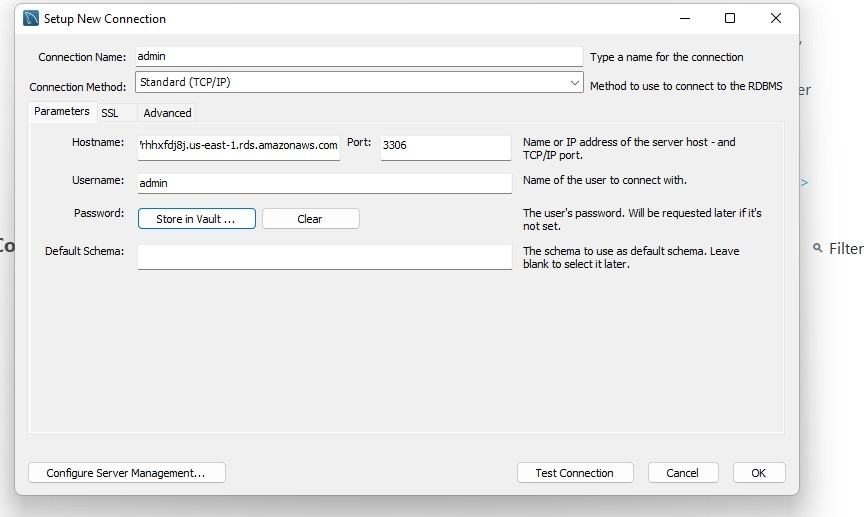 Setup New Connection
Connection Name: admin Type a name for the connection
Connection Method: Standard (TCP/IP) Method to use to connect to the RDBMS
Parameters SSL Advanced
Hostname: rhhxfdj8j.us-east-1.rds.amazonaws.com Port: 3306 Name or IP address of the server host - and
TCP/IP port.
Username: admin Name of the user to connect with.
Password: Store in Vault ... Clear The user's password. Will be requested later if it's
not set.
Default Schema: The schema to use as default schema. Leave
blank to select it later.
Configure Server Management... Test Connection Cancel OK
er
>
Co
Filter